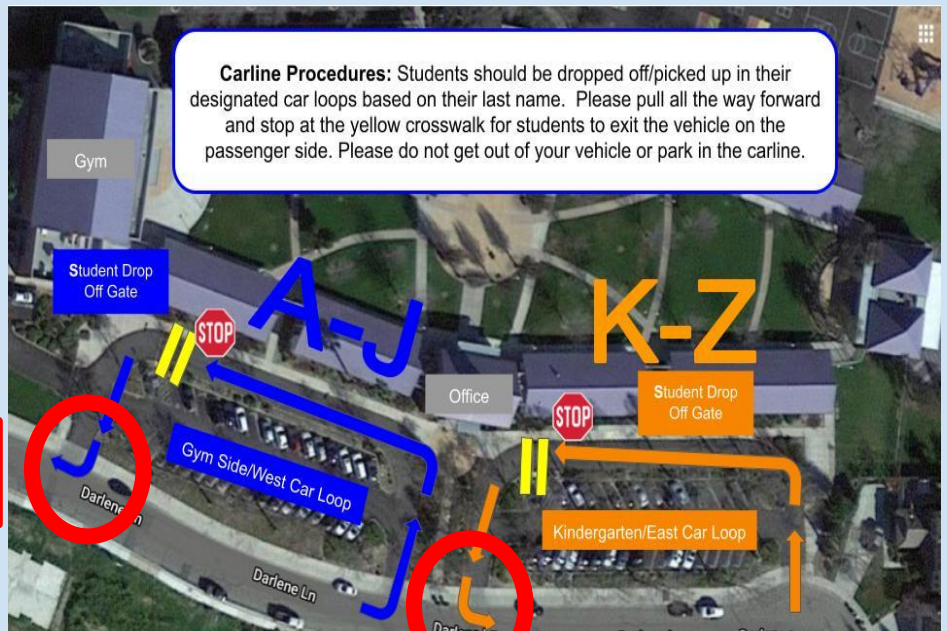 Carline Procedures: Students should be dropped off/picked up in their
designated car loops based on their last name. Please pull all the way forward
and stop at the yellow crosswalk for students to exit the vehicle on the
passenger side. Please do not get out of your vehicle or park in the carline.
Gym
Student Drop
Off Gate
STOP
A-J
K-Z
Office
STOP
Student Drop
Off Gate
Gym Side/West Car Loop
Kindergarten/East Car Loop
Darlene Ln
Darlene Ln